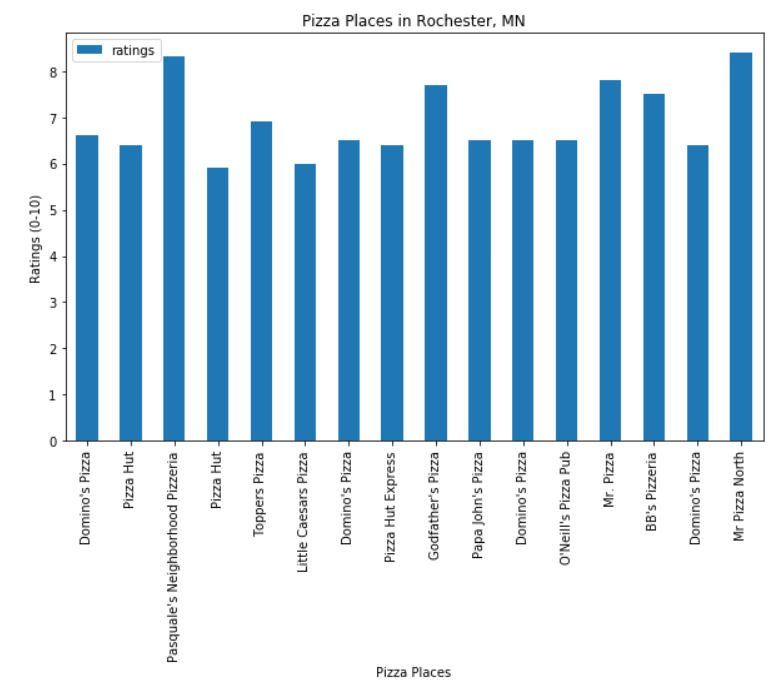 Pizza Places in Rochester, MN
ratings
Ratings (0-10)
8
7
6
5
4
3
2
1
0
Domino's Pizza
Pizza Hut
Pasquale's Neighborhood Pizzeria
Pizza Hut
Toppers Pizza
Little Caesars Pizza
Domino's Pizza
Pizza Hut Express
Godfather's Pizza
Papa John's Pizza
Domino's Pizza
O'Neill's Pizza Pub
Mr. Pizza
BB's Pizzeria
Domino's Pizza
Mr Pizza North
Pizza Places